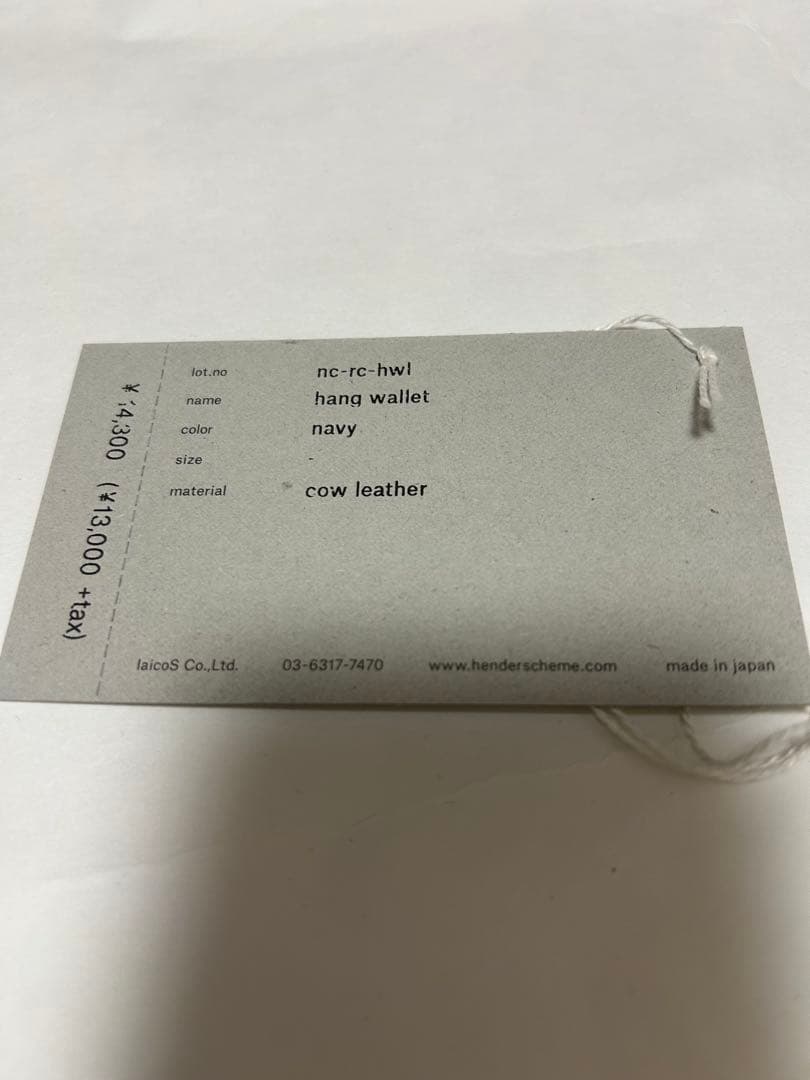 lot.no nc-rc-hwl
name hang wallet
color navy
size -
material cow leather
laicoS Co.,Ltd. 03-6317-7470 www.henderscheme.com made in japan
¥14,300 (¥13,000 +tax)